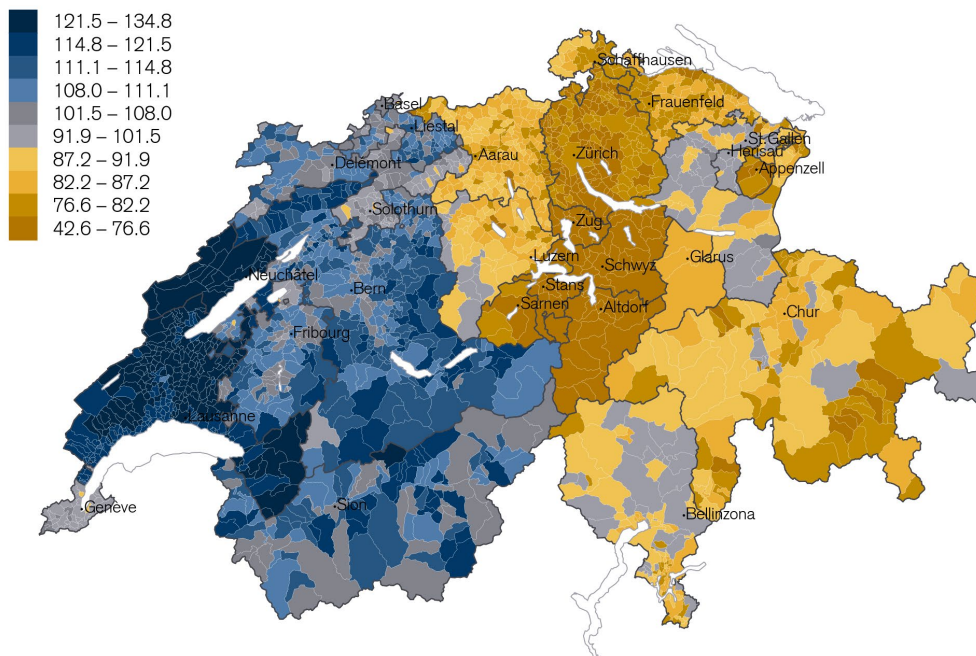 121.5 – 134.8
114.8 – 121.5
111.1 – 114.8
108.0 – 111.1
101.5 – 108.0
91.9 – 101.5
87.2 – 91.9
82.2 – 87.2
76.6 – 82.2
42.6 – 76.6
Schaffhausen
Basel
Frauenfeld
Liestal
St.Gallen
Herisau
Delémont
Aarau
Zürich
Appenzell
Solothurn
Zug
Luzern
Schwyz
Glarus
Neuchâtel
Bern
Stans
Sarnen
Altdorf
Chur
Fribourg
Lausanne
Sion
Genève
Bellinzona